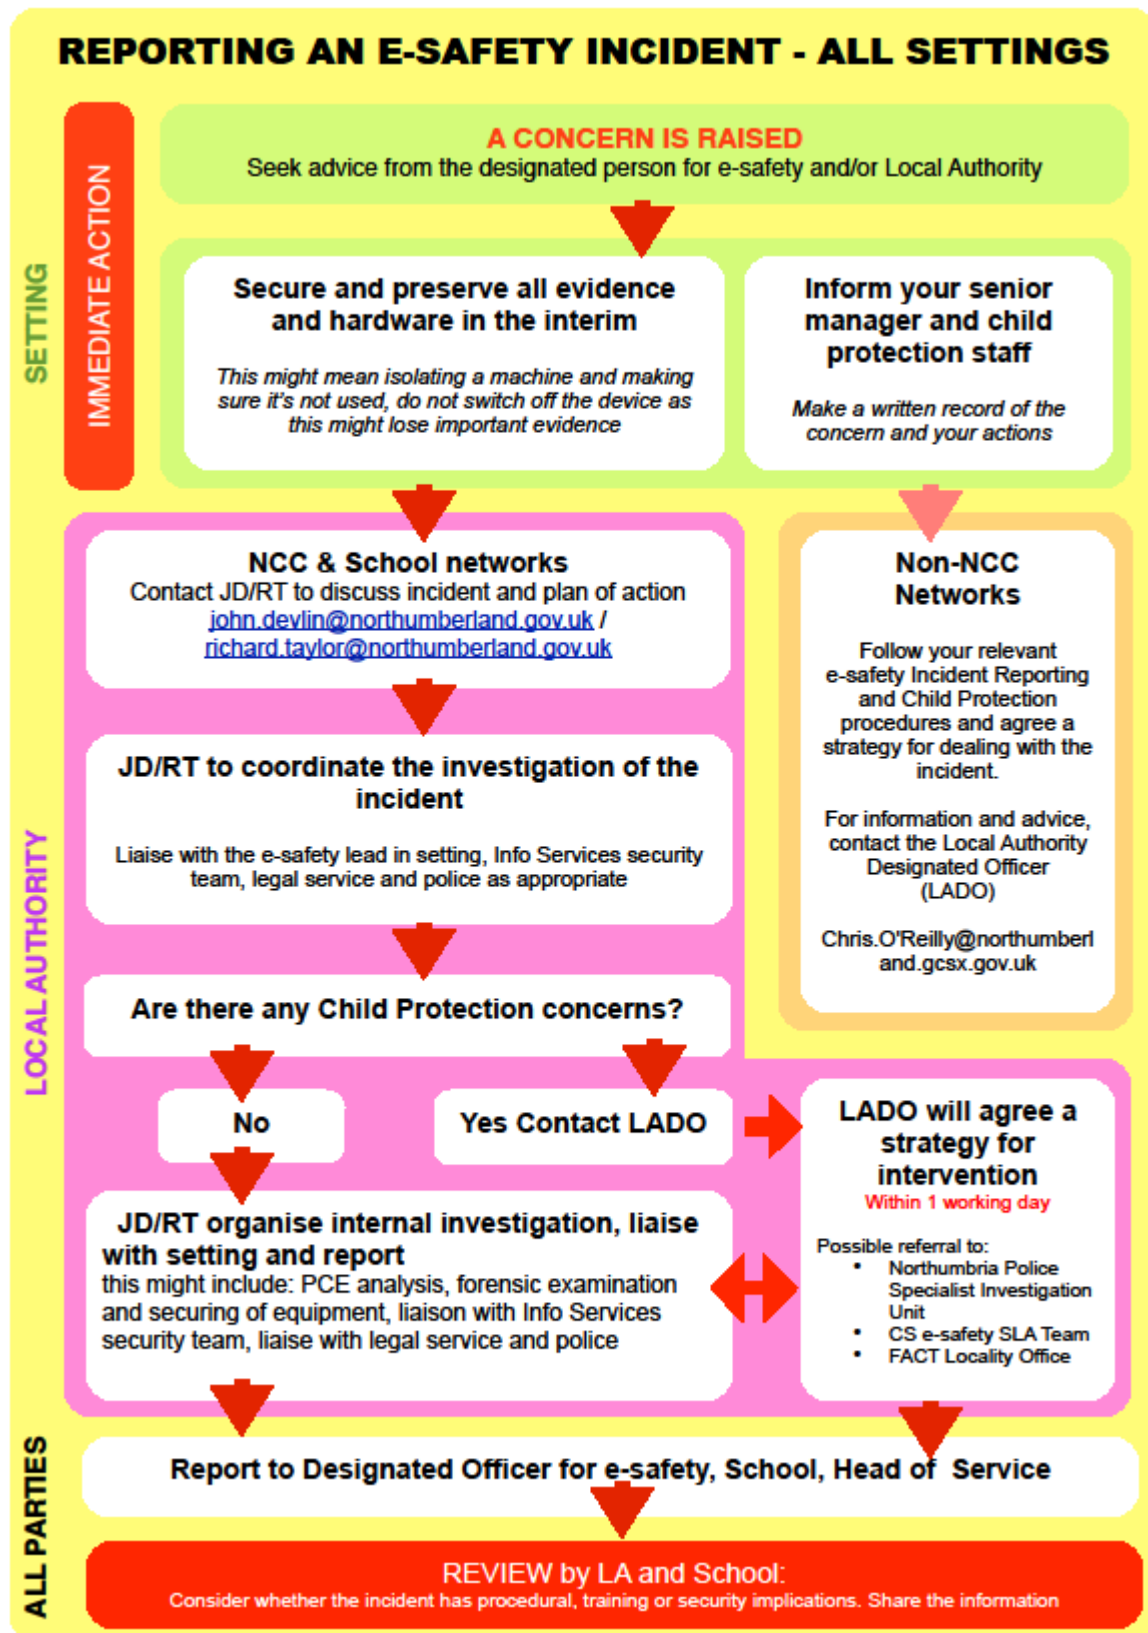 REPORTING AN E-SAFETY INCIDENT - ALL SETTINGS
SETTING
IMMEDIATE ACTION
A CONCERN IS RAISED
Seek advice from the designated person for e-safety and/or Local Authority
Secure and preserve all evidence
and hardware in the interim
This might mean isolating a machine and making
sure it's not used, do not switch off the device as
this might lose important evidence
Inform your senior
manager and child
protection staff
Make a written record of the
concern and your actions
LOCAL AUTHORITY
NCC & School networks
Contact JD/RT to discuss incident and plan of action
john.devlin@northumberland.gov.uk /
richard.taylor@northumberland.gov.uk
Non-NCC
Networks
Follow your relevant
e-safety Incident Reporting
and Child Protection
procedures and agree a
strategy for dealing with the
incident.
For information and advice,
contact the Local Authority
Designated Officer
(LADO)
Chris.O'Reilly@northumberl
and.gcsx.gov.uk
JD/RT to coordinate the investigation of the
incident
Liaise with the e-safety lead in setting, Info Services security
team, legal service and police as appropriate
Are there any Child Protection concerns?
No
Yes Contact LADO
LADO will agree a
strategy for
intervention
Within 1 working day
Possible referral to:
• Northumbria Police
Specialist Investigation
Unit
• CS e-safety SLA Team
• FACT Locality Office
JD/RT organise internal investigation, liaise
with setting and report
this might include: PCE analysis, forensic examination
and securing of equipment, liaison with Info Services
security team, liaise with legal service and police
ALL PARTIES
Report to Designated Officer for e-safety, School, Head of Service
REVIEW by LA and School:
Consider whether the incident has procedural, training or security implications. Share the information